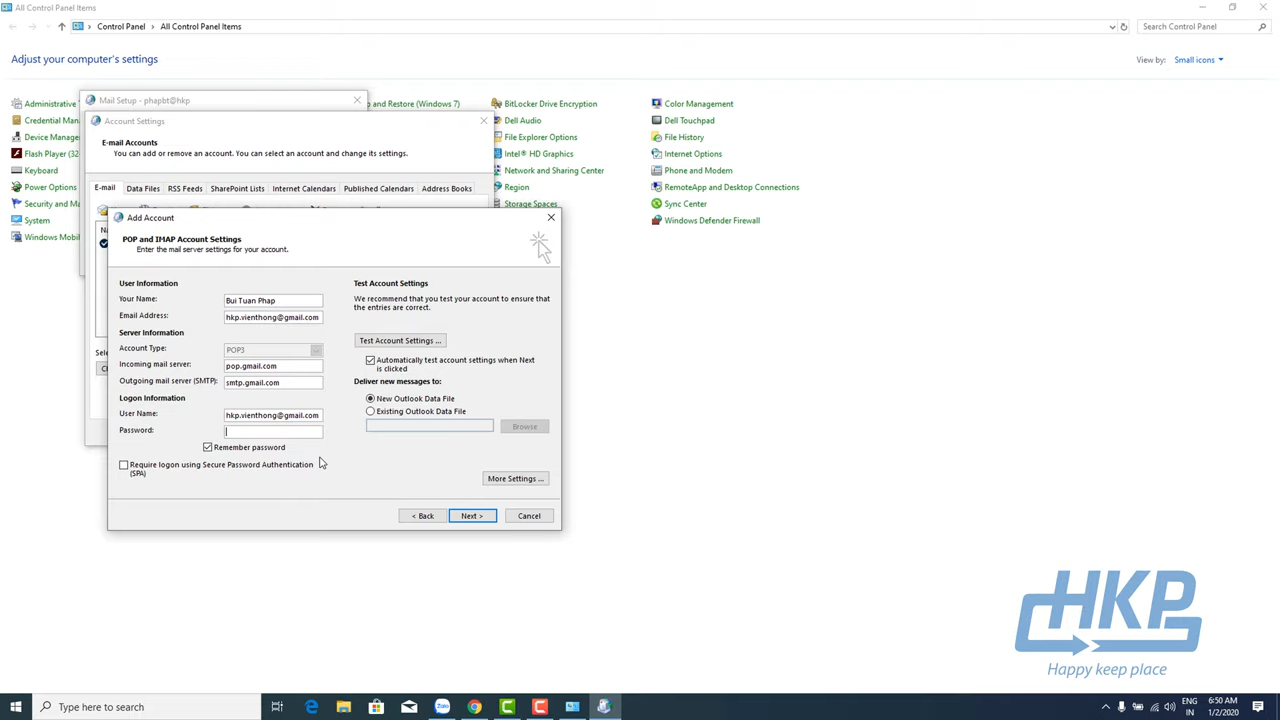 All Control Panel Items
Control Panel > All Control Panel Items
Search Control Panel
Adjust your computer's settings
View by: Small icons
Administrative
Credential Man
Device Manage
Flash Player (32
Keyboard
Power Options
Security and Ma
System
Windows Mobil
and Restore (Windows 7)
BitLocker Drive Encryption
Dell Audio
File Explorer Options
Intel® HD Graphics
Network and Sharing Center
Region
Storage Spaces
Color Management
Dell Touchpad
File History
Internet Options
Phone and Modem
RemoteApp and Desktop Connections
Sync Center
Windows Defender Firewall
Mail Setup - phapbt@hkp
Account Settings
E-mail Accounts
You can add or remove an account. You can select an account and change its settings.
E-mail Data Files RSS Feeds SharePoint Lists Internet Calendars Published Calendars Address Books
Add Account
POP and IMAP Account Settings
Enter the mail server settings for your account.
User Information
Your Name: Bui Tuan Phap
Email Address: hkp.vienthong@gmail.com
Server Information
Account Type: POP3
Incoming mail server: pop.gmail.com
Outgoing mail server (SMTP): smtp.gmail.com
Logon Information
User Name: hkp.vienthong@gmail.com
Password:
Remember password
Require logon using Secure Password Authentication
(SPA)
Test Account Settings
We recommend that you test your account to ensure that
the entries are correct.
Test Account Settings ...
Automatically test account settings when Next
is clicked
Deliver new messages to:
New Outlook Data File
Existing Outlook Data File
Browse
More Settings ...
< Back Next > Cancel
HKP
Happy keep place
Type here to search
Zalo
ENG
IN
6:50 AM
1/2/2020